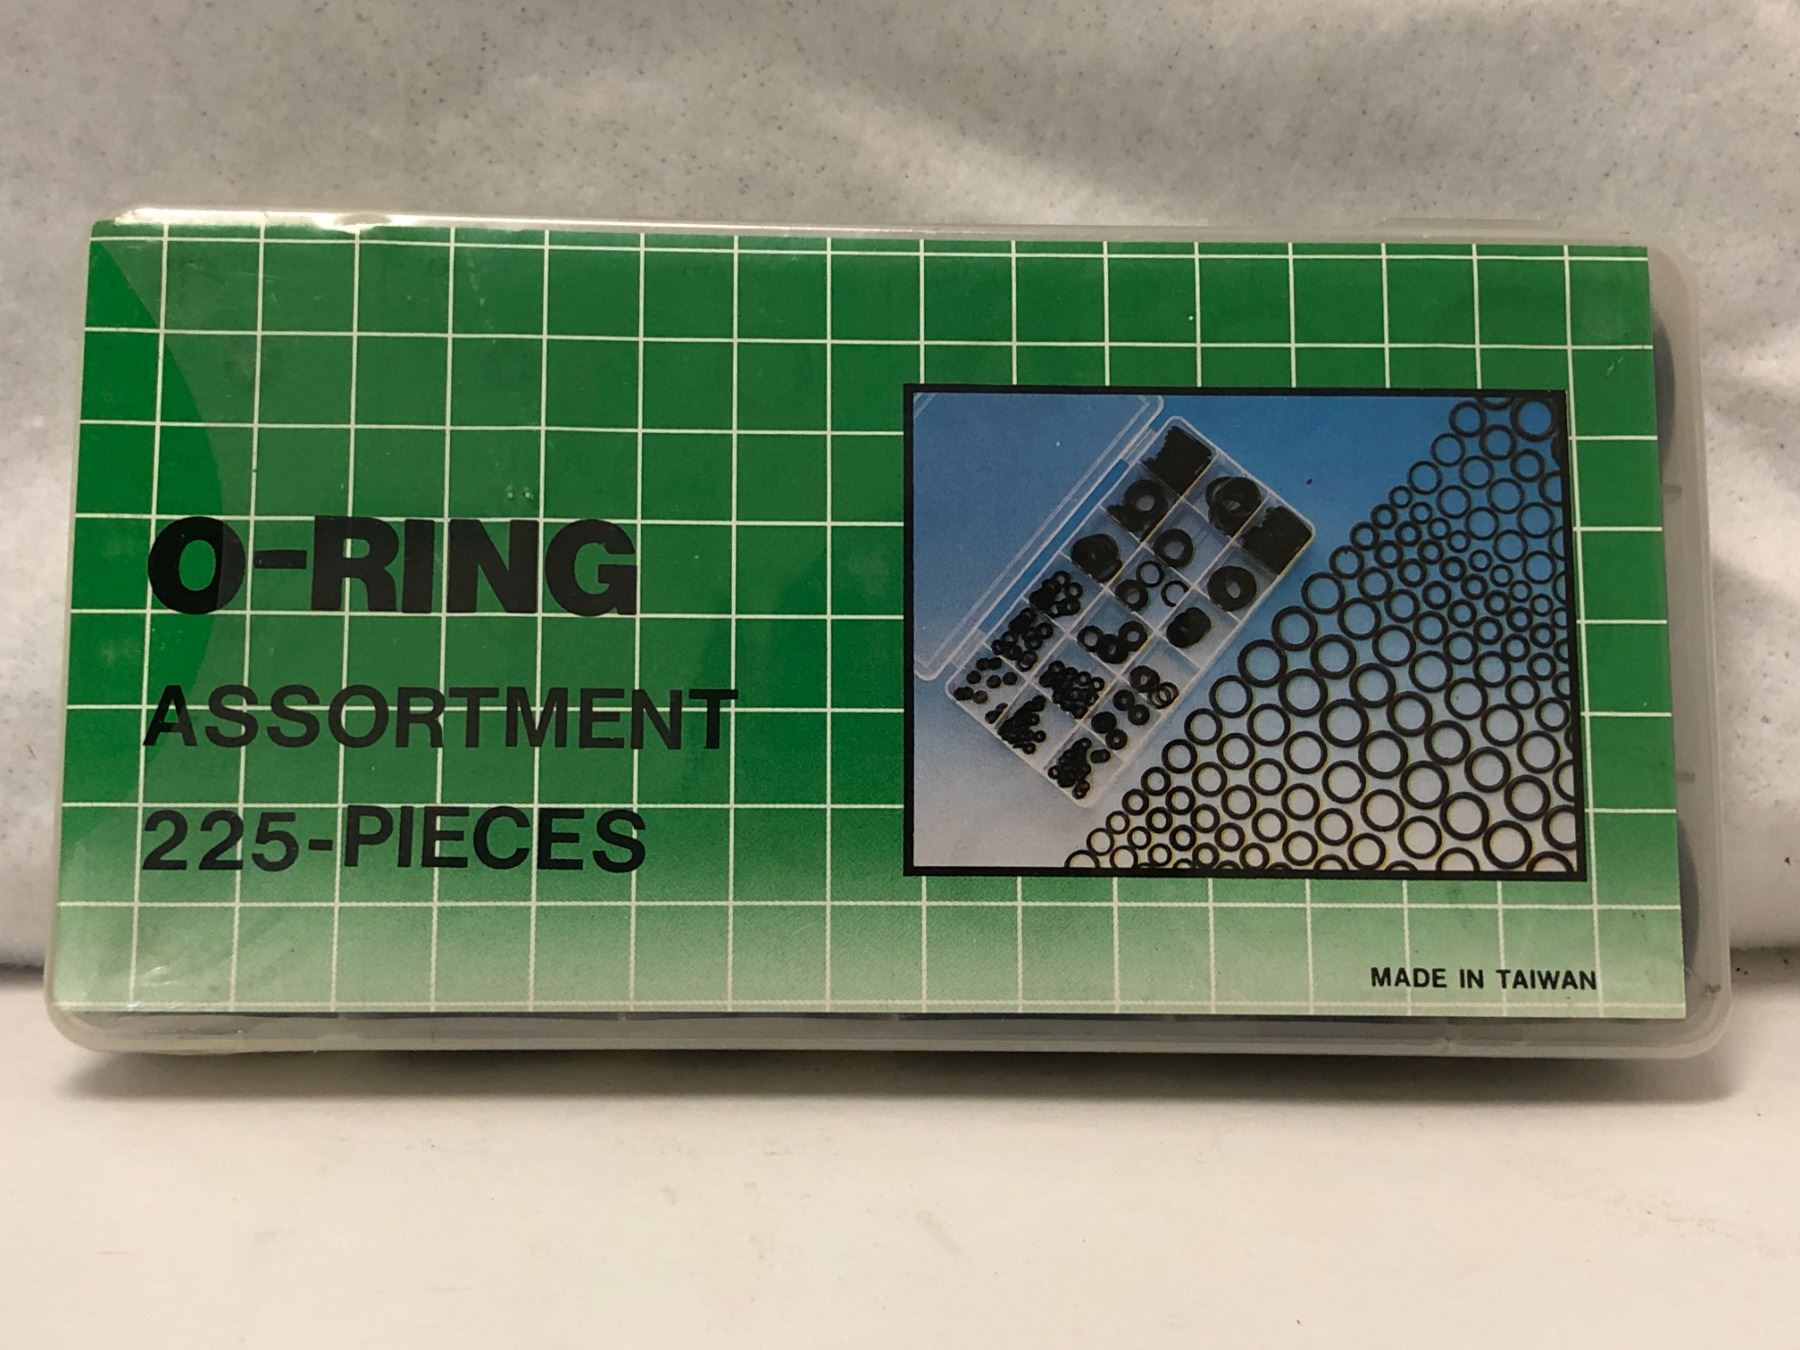 O-RING
ASSORTMENT
225-PIECES
MADE IN TAIWAN